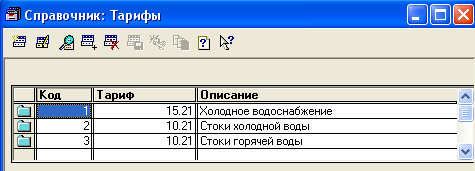 Справочник: Тарифы
Код Тариф Описание
1 15.21 Холодное водоснабжение
2 10.21 Стоки холодной воды
3 10.21 Стоки горячей воды